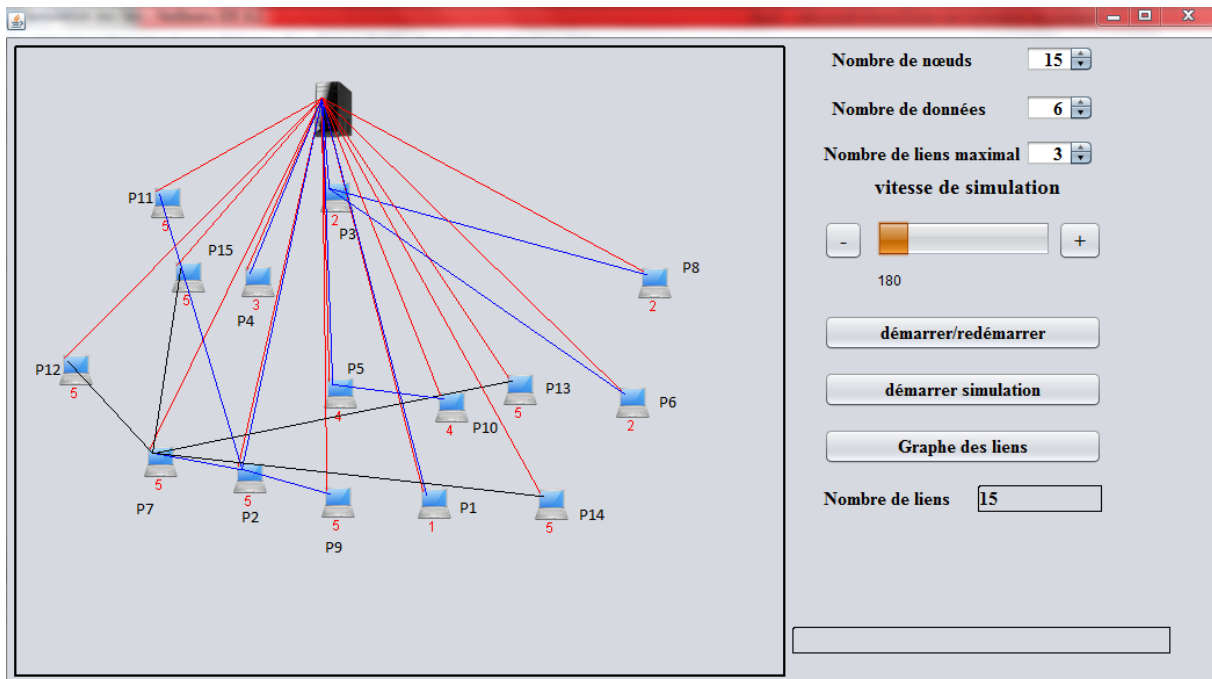 P11
5
2
P3
P15
5
3
P4
P8
2
P12
5
P5
4
P10
4
P13
5
P6
2
5
P7
5
P2
5
P9
1
P1
5
P14
Nombre de nœuds 15
Nombre de données 6
Nombre de liens maximal 3
vitesse de simulation
- +
180
démarrer/redémarrer
démarrer simulation
Graphe des liens
Nombre de liens 15